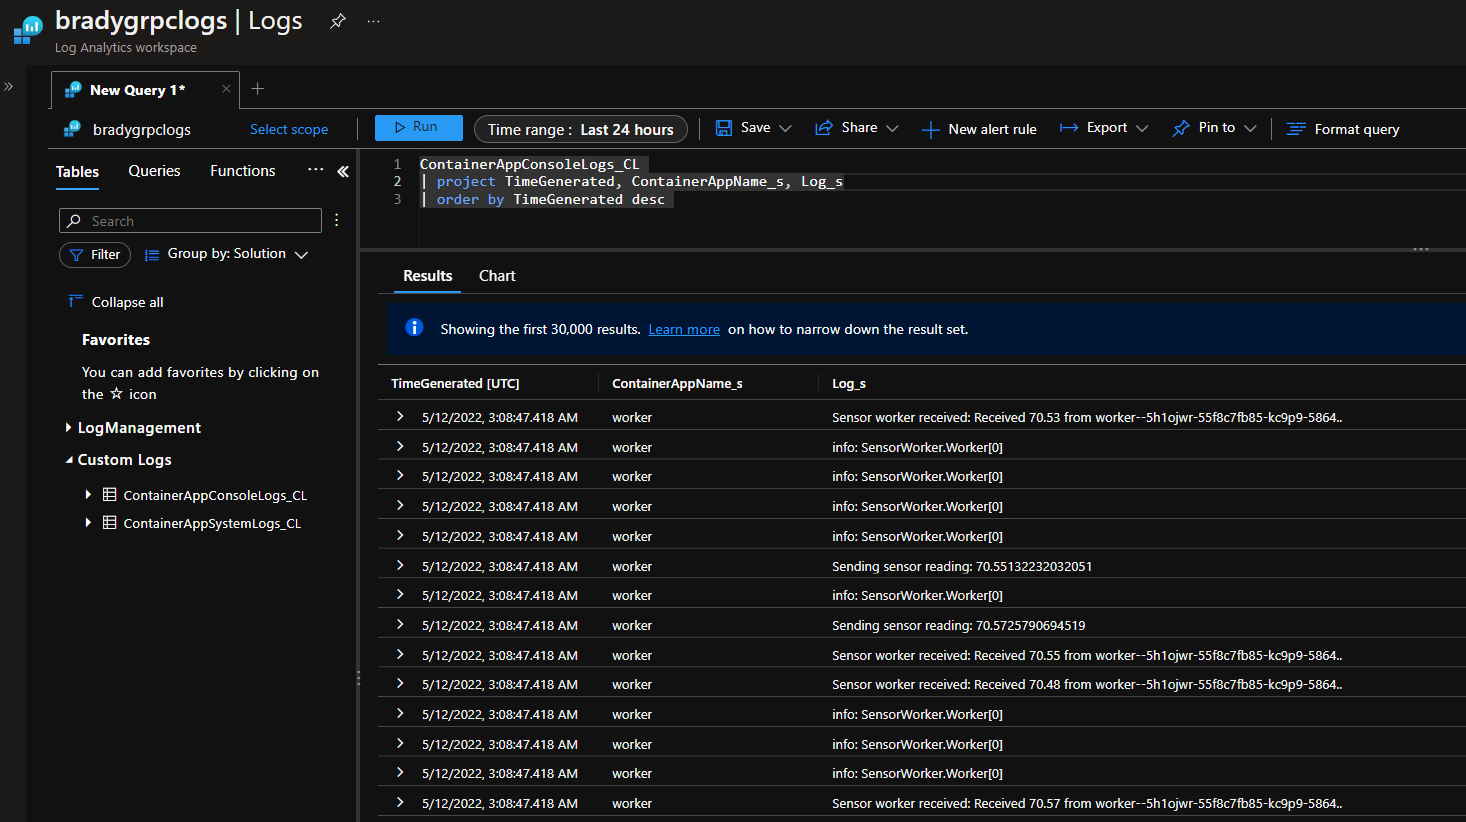 bradygrpclogs | Logs
Log Analytics workspace
New Query 1*
bradygrpclogs
Select scope
Run
Time range : Last 24 hours
Save
Share
New alert rule
Export
Pin to
Format query
Tables
Queries
Functions
Search
Filter
Group by: Solution
Collapse all
Favorites
You can add favorites by clicking on
the ☆ icon
LogManagement
Custom Logs
ContainerAppConsoleLogs_CL
ContainerAppSystemLogs_CL
1 ContainerAppConsoleLogs_CL
2 | project TimeGenerated, ContainerAppName_s, Log_s
3 | order by TimeGenerated desc
Results
Chart
Showing the first 30,000 results. Learn more on how to narrow down the result set.
TimeGenerated [UTC] ContainerAppName_s Log_s
5/12/2022, 3:08:47.418 AM worker Sensor worker received: Received 70.53 from worker--5h1ojwr-55f8c7fb85-kc9p9-5864..
5/12/2022, 3:08:47.418 AM worker info: SensorWorker.Worker[0]
5/12/2022, 3:08:47.418 AM worker info: SensorWorker.Worker[0]
5/12/2022, 3:08:47.418 AM worker info: SensorWorker.Worker[0]
5/12/2022, 3:08:47.418 AM worker info: SensorWorker.Worker[0]
5/12/2022, 3:08:47.418 AM worker Sending sensor reading: 70.55132232032051
5/12/2022, 3:08:47.418 AM worker info: SensorWorker.Worker[0]
5/12/2022, 3:08:47.418 AM worker Sending sensor reading: 70.5725790694519
5/12/2022, 3:08:47.418 AM worker Sensor worker received: Received 70.55 from worker--5h1ojwr-55f8c7fb85-kc9p9-5864..
5/12/2022, 3:08:47.418 AM worker Sensor worker received: Received 70.48 from worker--5h1ojwr-55f8c7fb85-kc9p9-5864..
5/12/2022, 3:08:47.418 AM worker info: SensorWorker.Worker[0]
5/12/2022, 3:08:47.418 AM worker info: SensorWorker.Worker[0]
5/12/2022, 3:08:47.418 AM worker info: SensorWorker.Worker[0]
5/12/2022, 3:08:47.418 AM worker Sensor worker received: Received 70.57 from worker--5h1ojwr-55f8c7fb85-kc9p9-5864..